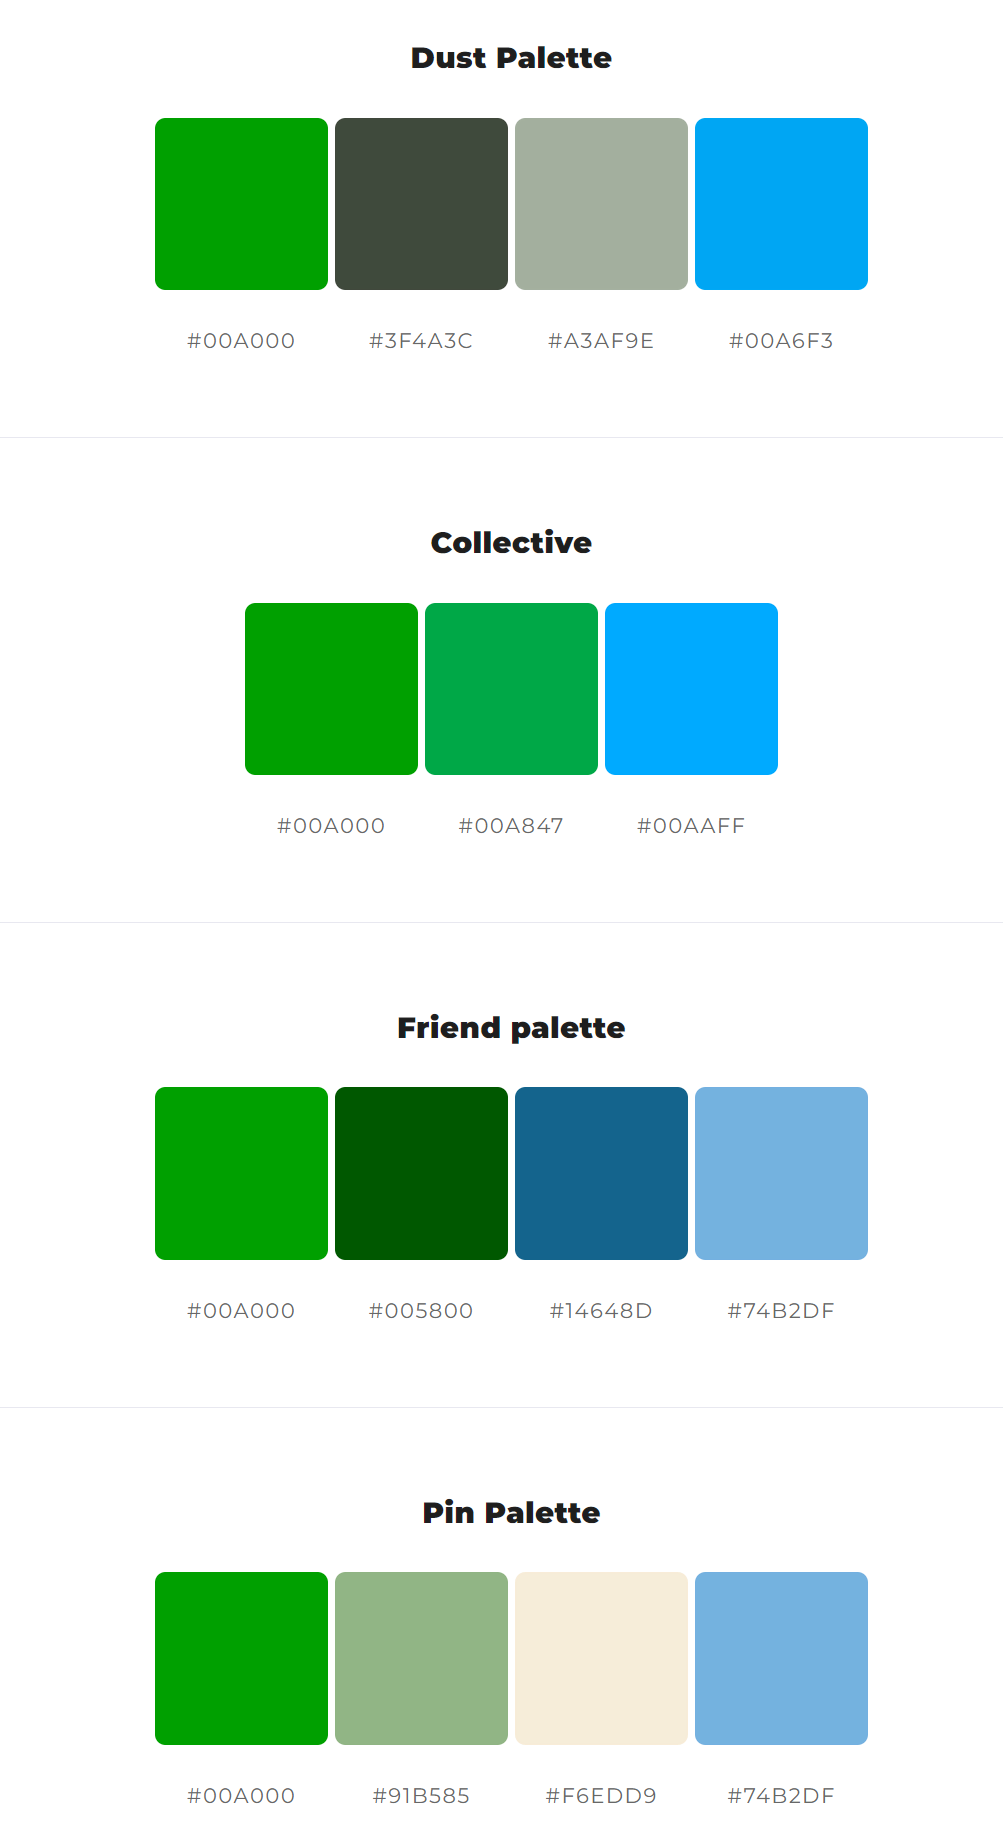 Dust Palette
#00A000 #3F4A3C #A3AF9E #00A6F3
Collective
#00A000 #00A847 #00AAFF
Friend palette
#00A000 #005800 #14648D #74B2DF
Pin Palette
#00A000 #91B585 #F6EDD9 #74B2DF